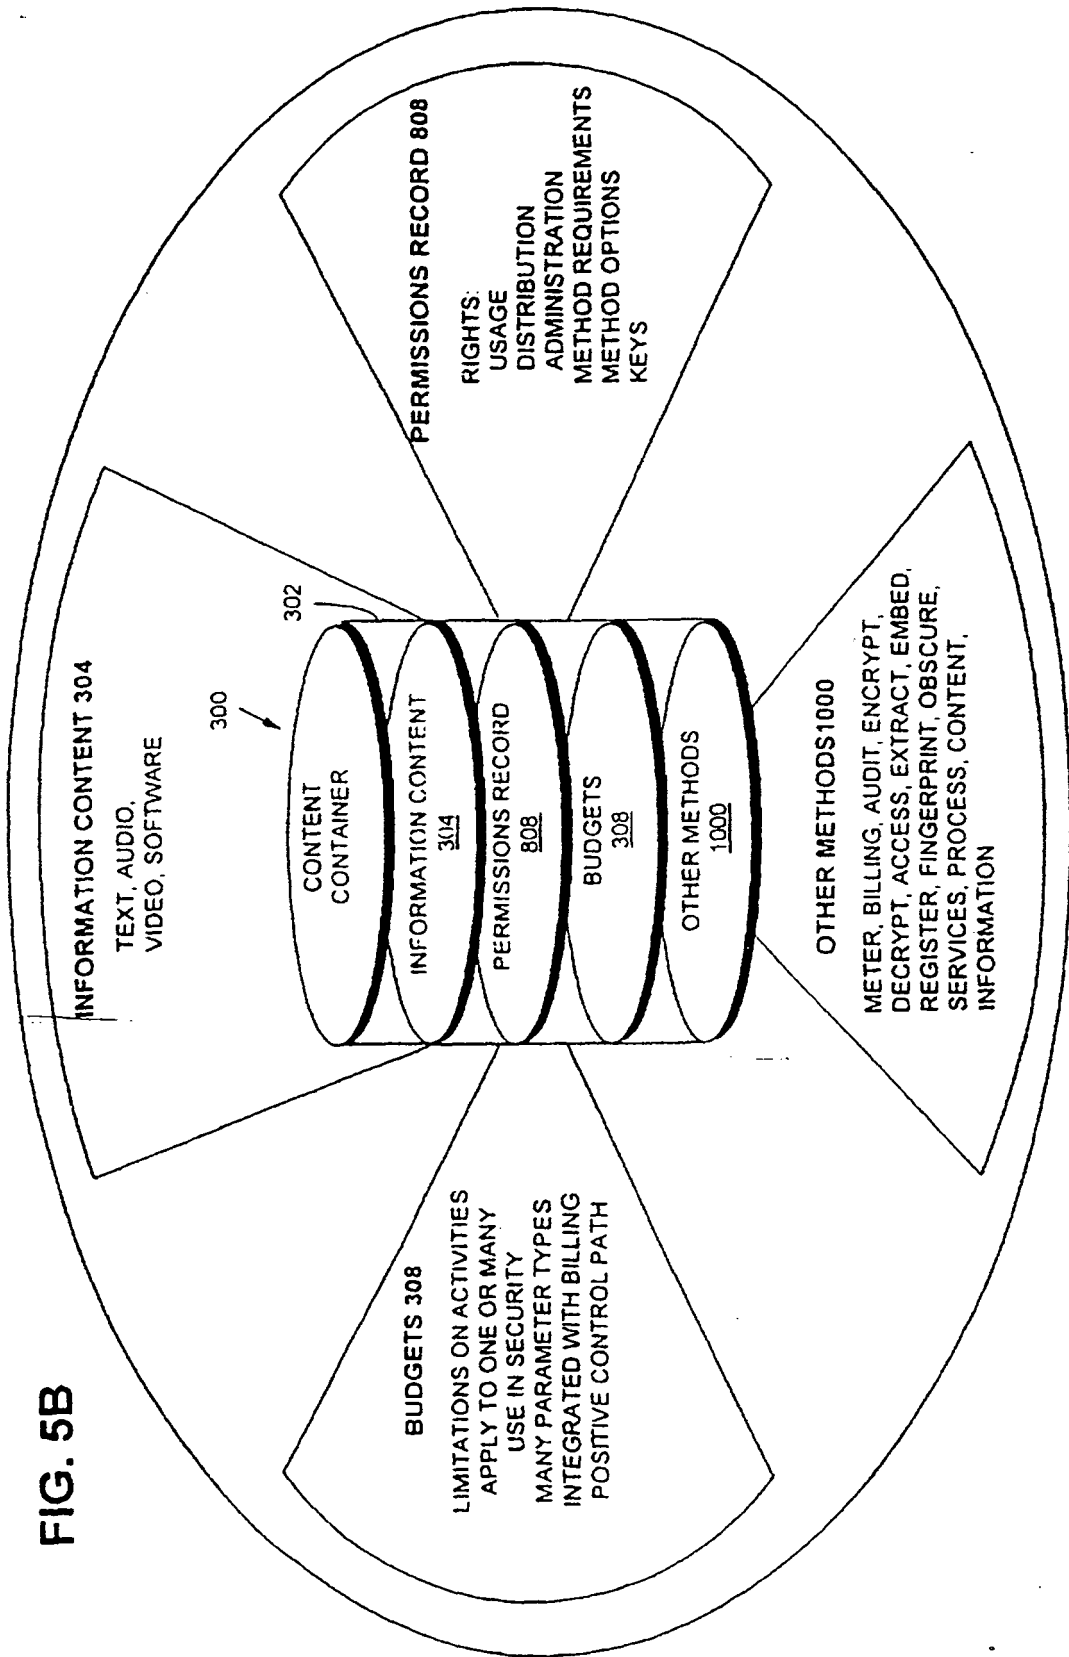 FIG. 5B
INFORMATION CONTENT 304
TEXT, AUDIO,
VIDEO, SOFTWARE
300
302
CONTENT
CONTAINER
INFORMATION CONTENT
304
PERMISSIONS RECORD
808
BUDGETS
308
OTHER METHODS
1000
BUDGETS 308
LIMITATIONS ON ACTIVITIES
APPLY TO ONE OR MANY
USE IN SECURITY
MANY PARAMETER TYPES
INTEGRATED WITH BILLING
POSITIVE CONTROL PATH
PERMISSIONS RECORD 808
RIGHTS:
USAGE
DISTRIBUTION
ADMINISTRATION
METHOD REQUIREMENTS
METHOD OPTIONS
KEYS
OTHER METHODS1000
METER, BILLING, AUDIT, ENCRYPT,
DECRYPT, ACCESS, EXTRACT, EMBED,
REGISTER, FINGERPRINT, OBSCURE,
SERVICES, PROCESS, CONTENT,
INFORMATION